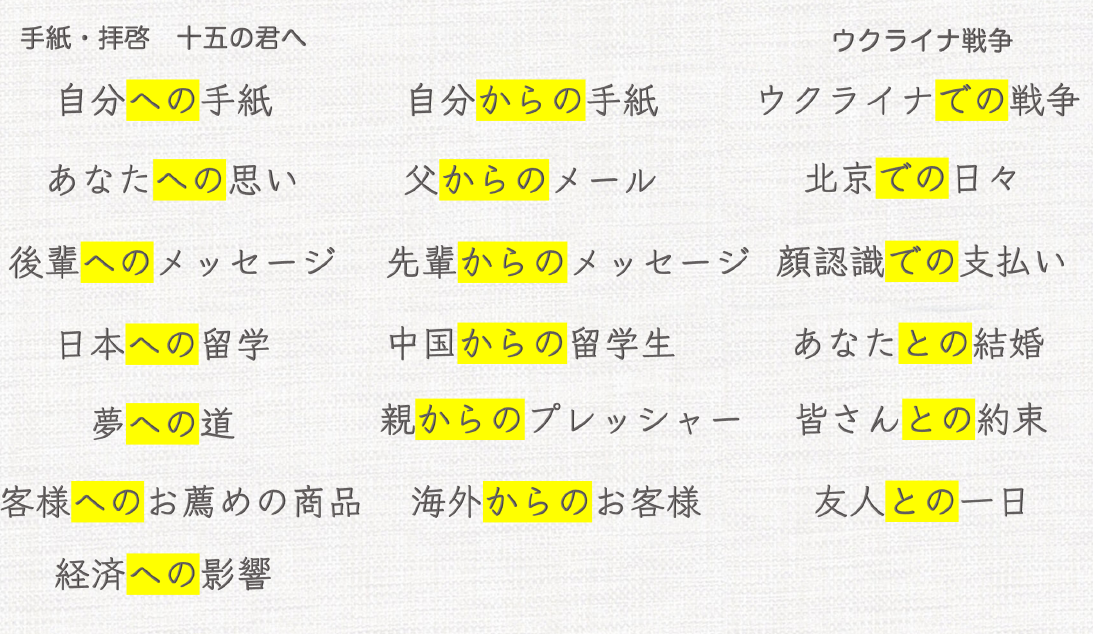 手紙・拝啓　十五の君へ
自分への手紙
あなたへの思い
後輩へのメッセージ
日本への留学
夢への道
客様へのお薦めの商品
経済への影響
自分からの手紙
父からのメール
先輩からのメッセージ
中国からの留学生
親からのプレッシャー
海外からのお客様
ウクライナ戦争
ウクライナでの戦争
北京での日々
顔認識での支払い
あなたとの結婚
皆さんとの約束
友人との一日